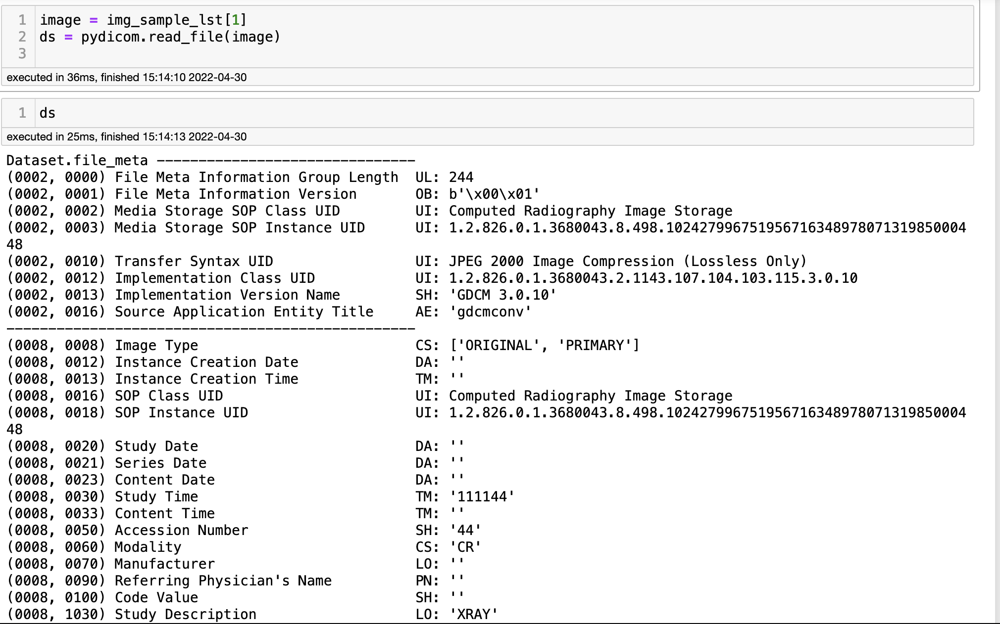 1 image = img_sample_lst[1]
2 ds = pydicom.read_file(image)
3
executed in 36ms, finished 15:14:10 2022-04-30
1 ds
executed in 25ms, finished 15:14:13 2022-04-30
Dataset.file_meta -------------------------------
(0002, 0000) File Meta Information Group Length  UL: 244
(0002, 0001) File Meta Information Version       OB: b'\x00\x01'
(0002, 0002) Media Storage SOP Class UID         UI: Computed Radiography Image Storage
(0002, 0003) Media Storage SOP Instance UID      UI: 1.2.826.0.1.3680043.8.498.10242799675195671634897807131985000​4
48
(0002, 0010) Transfer Syntax UID                 UI: JPEG 2000 Image Compression (Lossless Only)
(0002, 0012) Implementation Class UID            UI: 1.2.826.0.1.3680043.2.1143.107.104.103.115.3.0.10
(0002, 0013) Implementation Version Name         SH: 'GDCM 3.0.10'
(0002, 0016) Source Application Entity Title     AE: 'gdcmconv'
-------------------------------------------------
(0008, 0008) Image Type                          CS: ['ORIGINAL', 'PRIMARY']
(0008, 0012) Instance Creation Date              DA: ''
(0008, 0013) Instance Creation Time              TM: ''
(0008, 0016) SOP Class UID                       UI: Computed Radiography Image Storage
(0008, 0018) SOP Instance UID                    UI: 1.2.826.0.1.3680043.8.498.102427996751956716348978071319850004
48
(0008, 0020) Study Date                          DA: ''
(0008, 0021) Series Date                         DA: ''
(0008, 0023) Content Date                        DA: ''
(0008, 0030) Study Time                          TM: '111144'
(0008, 0033) Content Time                        TM: ''
(0008, 0050) Accession Number                    SH: '44'
(0008, 0060) Modality                            CS: 'CR'
(0008, 0070) Manufacturer                        LO: ''
(0008, 0090) Referring Physician's Name          PN: ''
(0008, 0100) Code Value                          SH: ''
(0008, 1030) Study Description                   LO: 'XRAY'